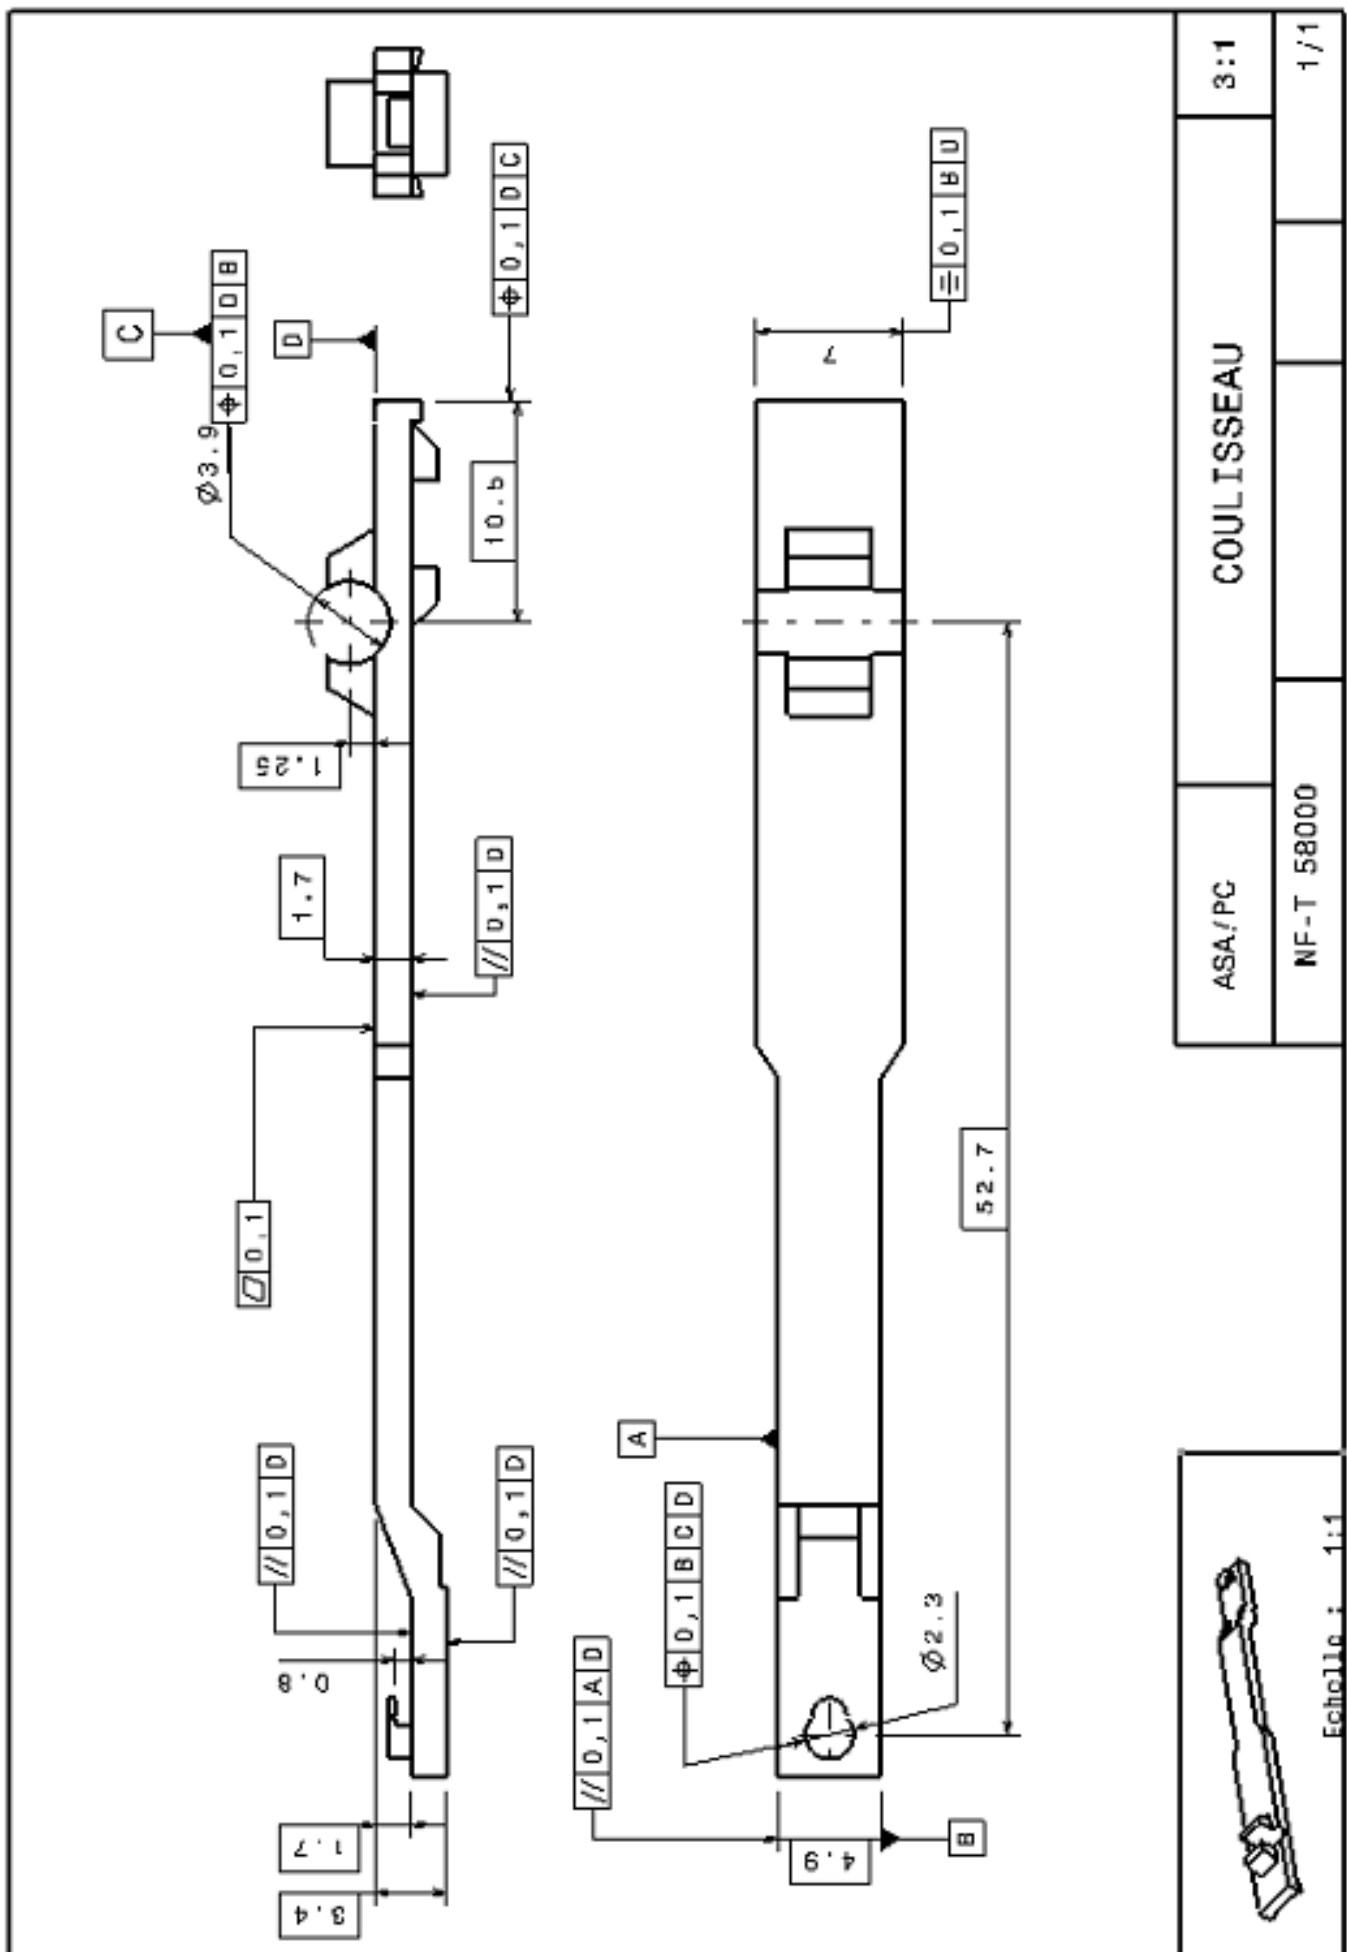 C
Ø3.9
⌖ 0,1 D B
D
⌖ 0,1 D C
10.5
1.25
1.7
// 0,1 D
⏥ 0,1
// 0,1 D
// 0,1 D
0.8
1.7
3.4
7
⌯ 0,1 B D
52.7
A
⌖ 0,1 B C D
// 0,1 A D
Ø2.3
4.9
B
ASA/PC
COULISSEAU
3:1
NF-T 58000
1/1
Echelle : 1:1